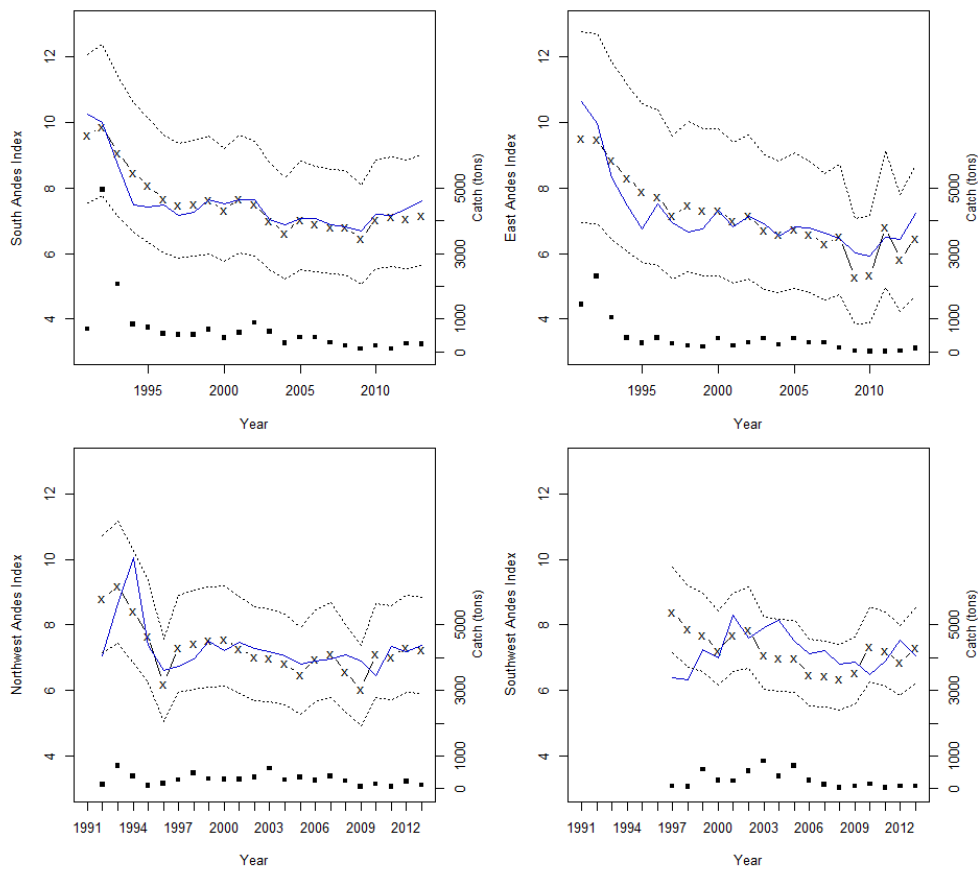 South Andes Index
12
10
8
6
4
5000
3000
1000
0
Catch (tons)
1995 2000 2005 2010
Year
East Andes Index
12
10
8
6
4
5000
3000
1000
0
Catch (tons)
1995 2000 2005 2010
Year
Northwest Andes Index
12
10
8
6
4
5000
3000
1000
0
Catch (tons)
1991 1994 1997 2000 2003 2006 2009 2012
Year
Southwest Andes Index
12
10
8
6
4
5000
3000
1000
0
Catch (tons)
1991 1994 1997 2000 2003 2006 2009 2012
Year